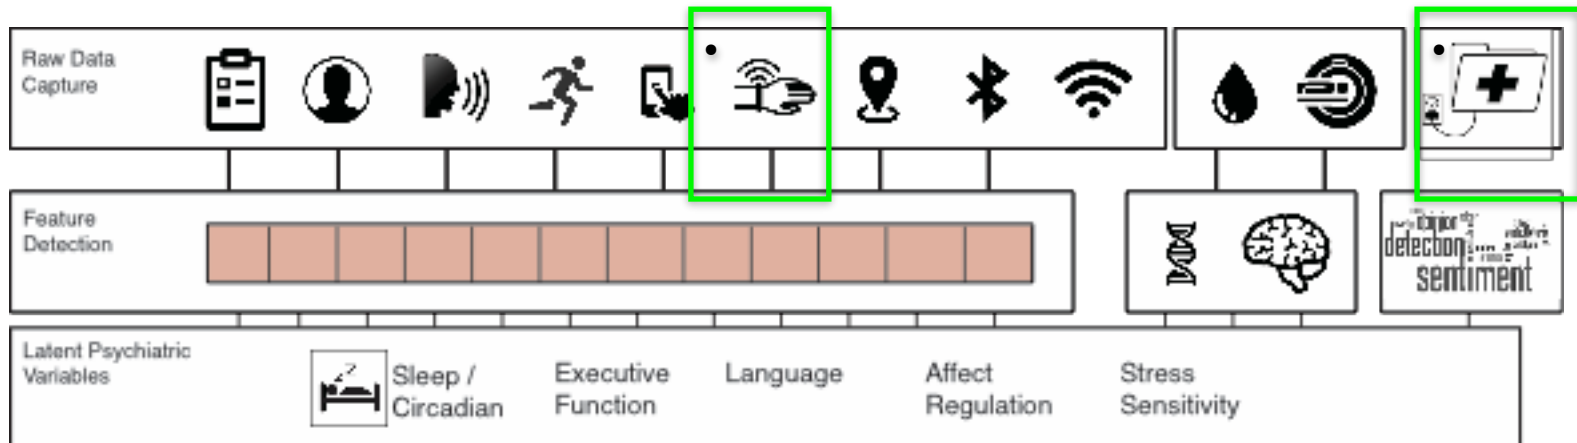 Raw Data
Capture
Feature
Detection
detection
sentiment
Latent Psychiatric
Variables
Sleep /
Circadian
Executive
Function
Language
Affect
Regulation
Stress
Sensitivity